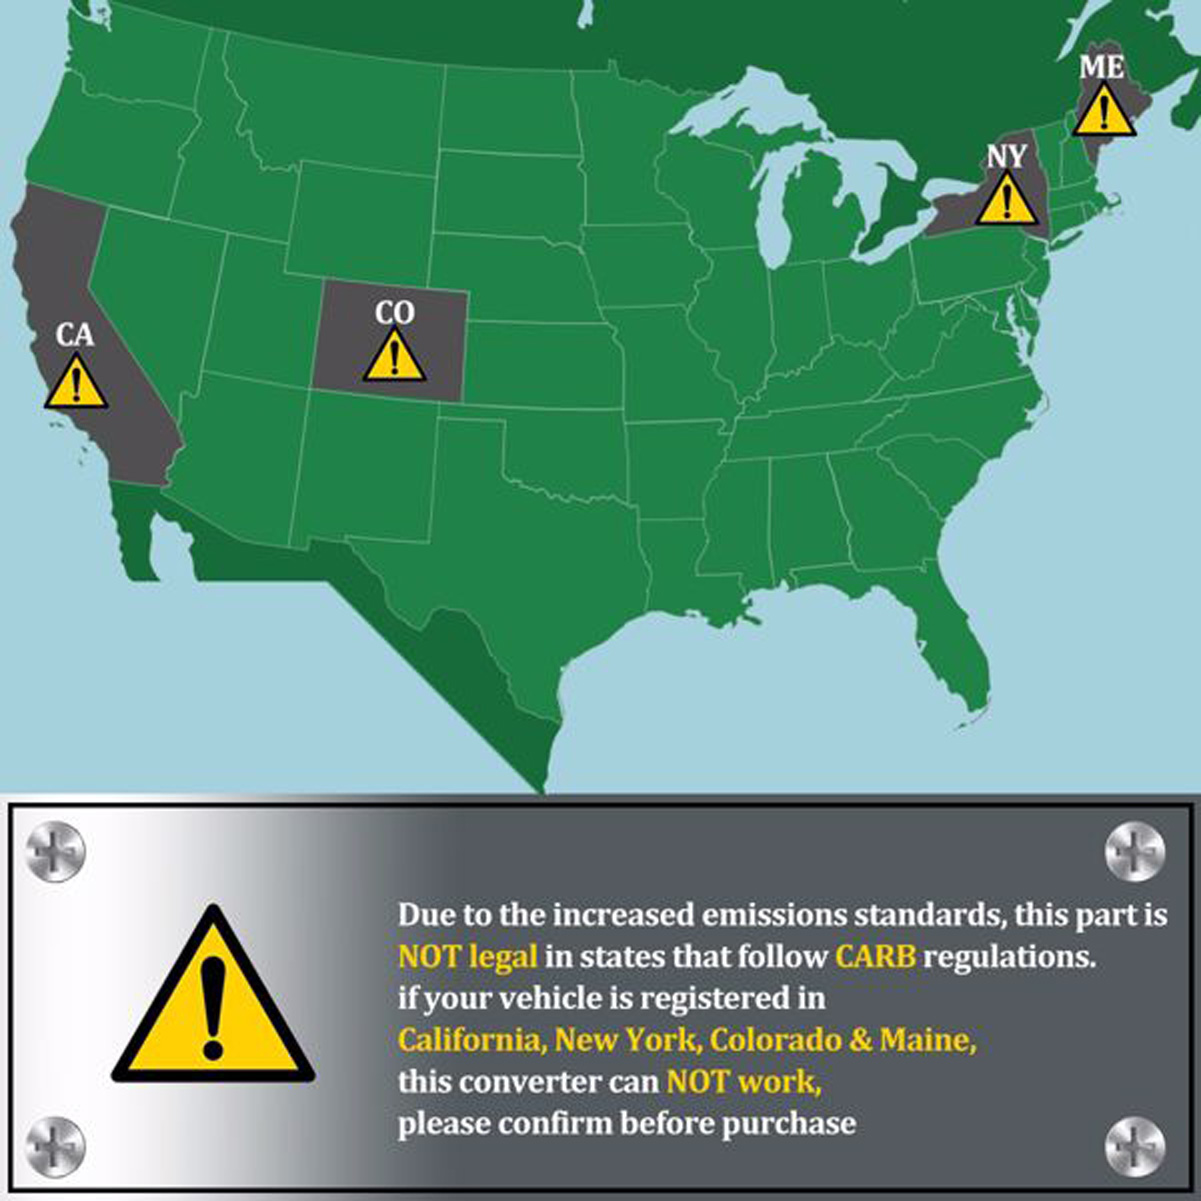 ME
NY
CO
CA
Due to the increased emissions standards, this part is
NOT legal in states that follow CARB regulations.
if your vehicle is registered in
California, New York, Colorado & Maine,
this converter can NOT work,
please confirm before purchase